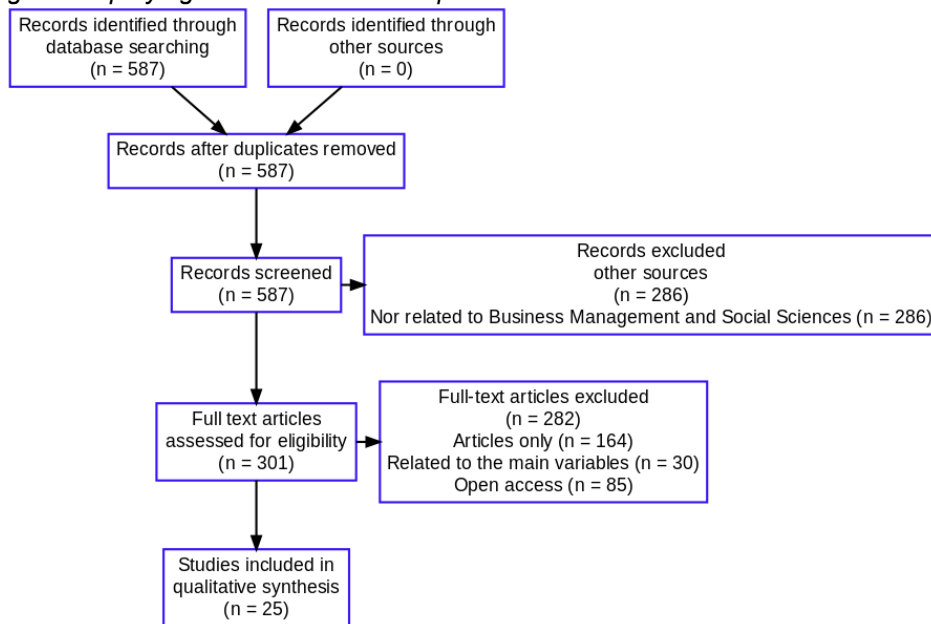 Records identified through
database searching
(n = 587)
Records identified through
other sources
(n = 0)
Records after duplicates removed
(n = 587)
Records screened
(n = 587)
Records excluded
other sources
(n = 286)
Nor related to Business Management and Social Sciences (n = 286)
Full text articles
assessed for eligibility
(n = 301)
Full-text articles excluded
(n = 282)
Articles only (n = 164)
Related to the main variables (n = 30)
Open access (n = 85)
Studies included in
qualitative synthesis
(n = 25)